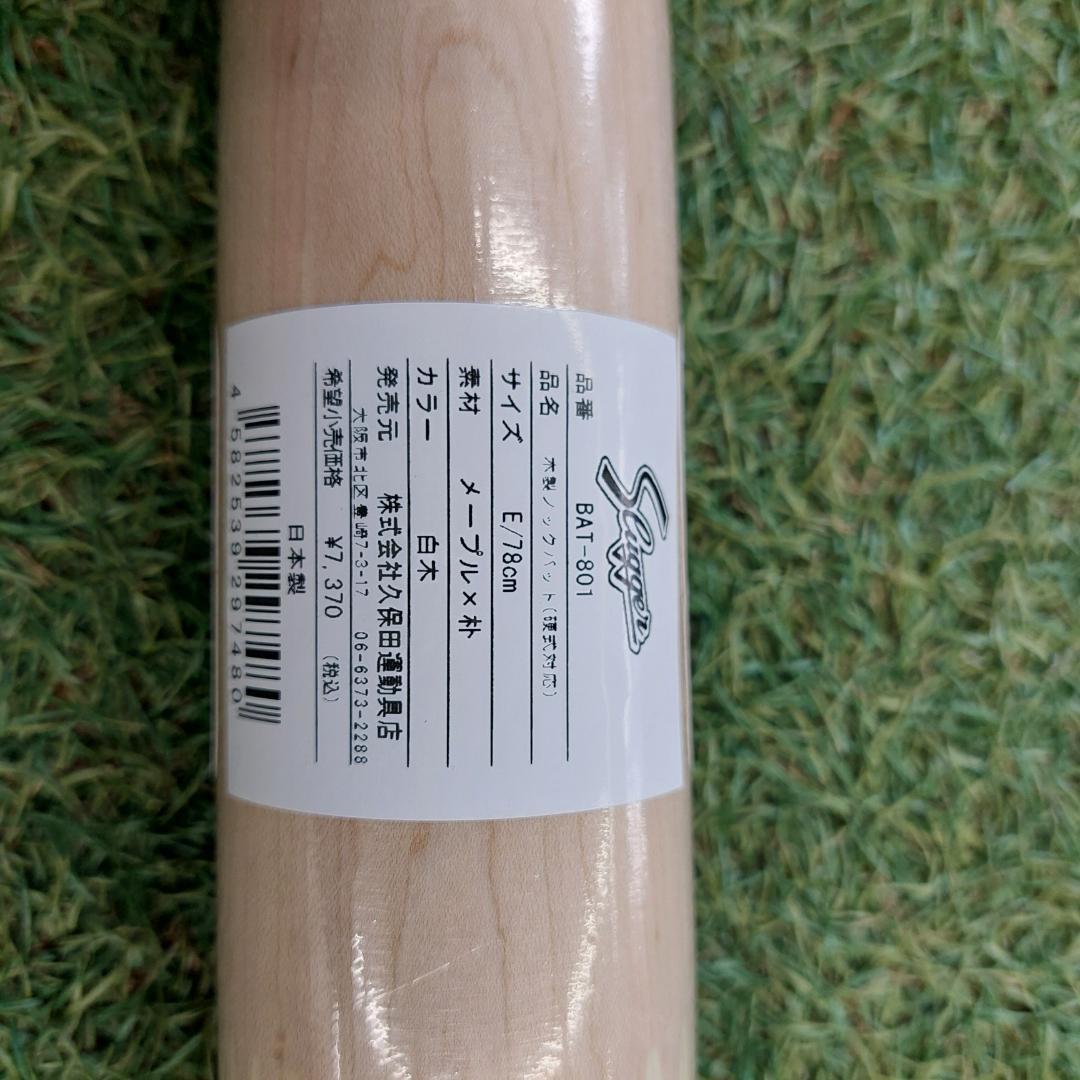 Slugger
品番 BAT-801
品名 木製ノックバット(硬式対応)
サイズ E/78cm
素材 メープル×朴
カラー 白木
発売元 株式会社久保田運動具店
大阪市北区豊崎7-3-17 06-6373-2288
希望小売価格 ¥7,370 (税込)
日本製
4582539297480